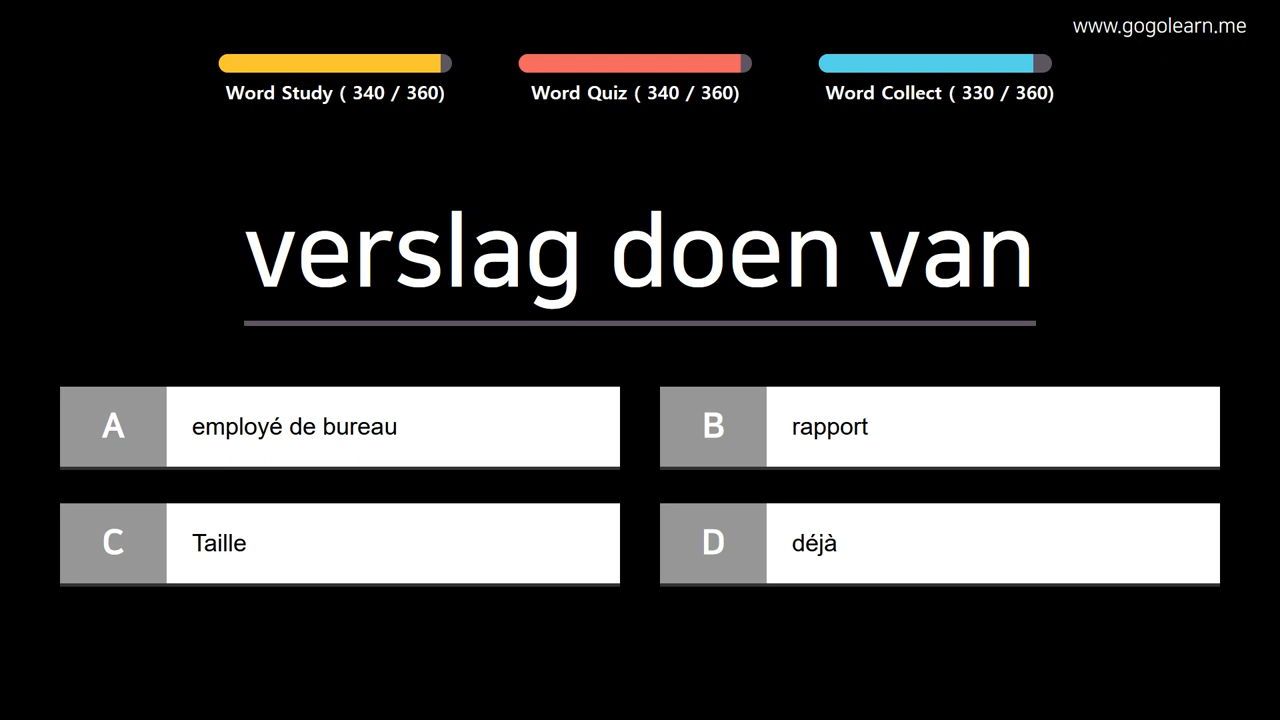 www.gogolearn.me
Word Study ( 340 / 360)
Word Quiz ( 340 / 360)
Word Collect ( 330 / 360)
verslag doen van
A employé de bureau
B rapport
C Taille
D déjà